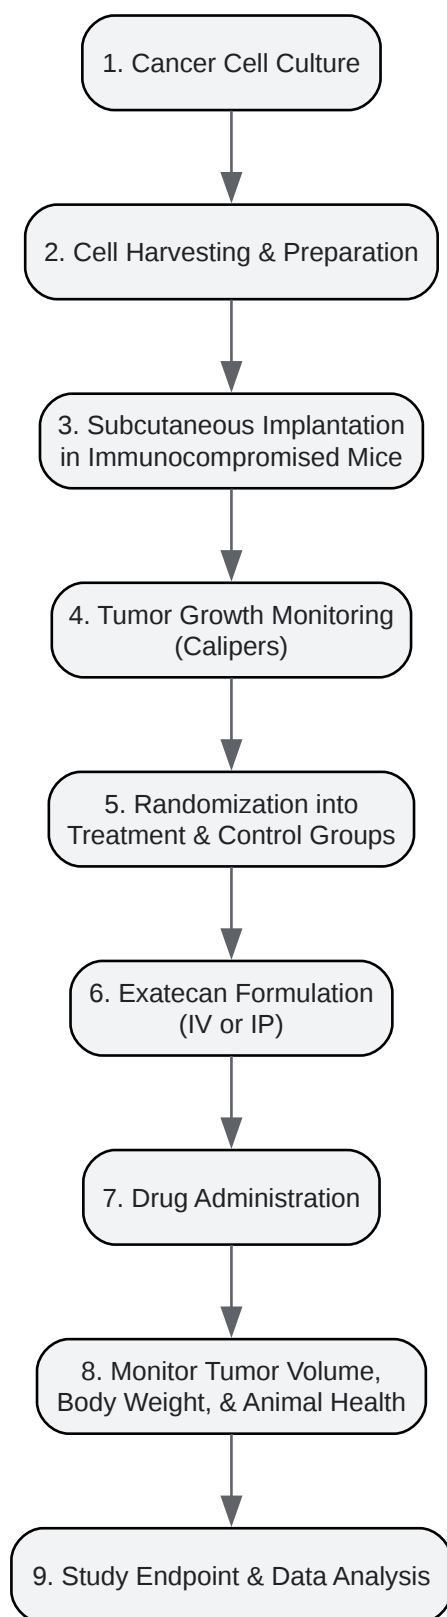 1. Cancer Cell Culture
2. Cell Harvesting & Preparation
3. Subcutaneous Implantation
in Immunocompromised Mice
4. Tumor Growth Monitoring
(Calipers)
5. Randomization into
Treatment & Control Groups
6. Exatecan Formulation
(IV or IP)
7. Drug Administration
8. Monitor Tumor Volume,
Body Weight, & Animal Health
9. Study Endpoint & Data Analysis